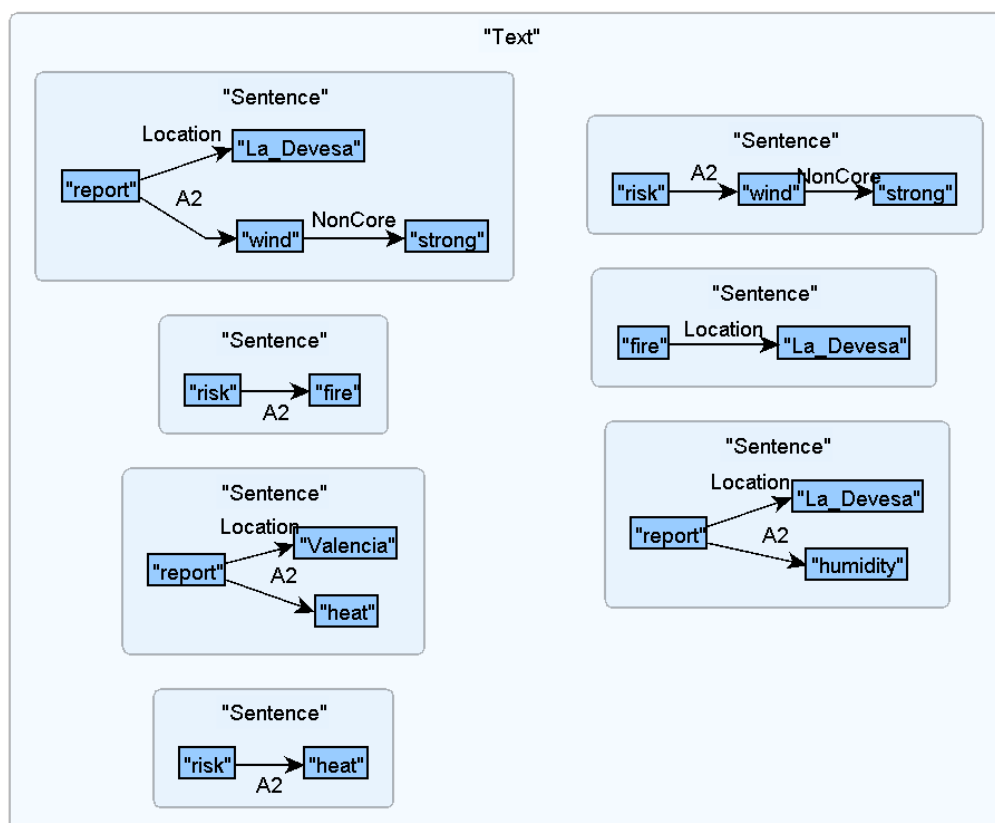 "Text"
"Sentence"
Location
"La_Devesa"
"report"
A2
NonCore
"wind"
"strong"
"Sentence"
"risk"
A2
"fire"
"Sentence"
Location
"Valencia"
"report"
A2
"heat"
"Sentence"
"risk"
A2
"heat"
"Sentence"
A2
NonCore
"risk"
"wind"
"strong"
"Sentence"
"fire"
Location
"La_Devesa"
"Sentence"
Location
"La_Devesa"
"report"
A2
"humidity"